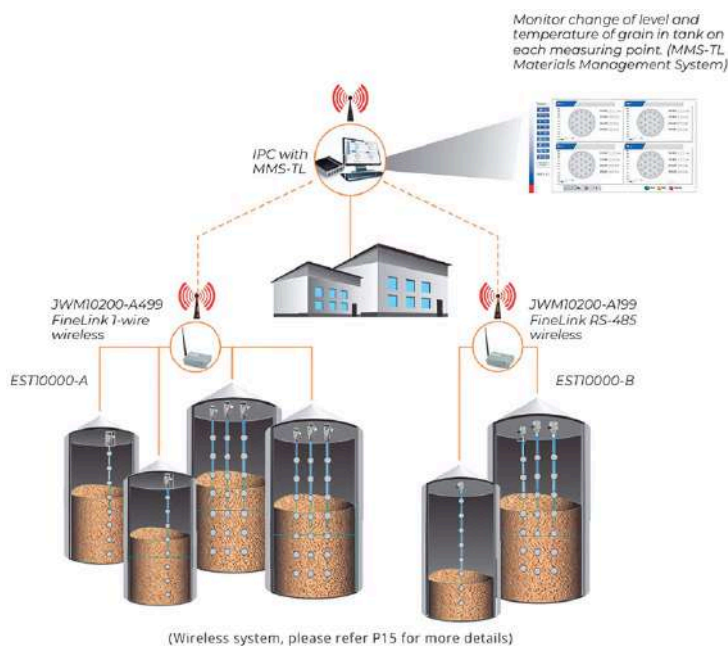 Monitor change of level and
temperature of grain in tank on
each measuring point. (MMS-TL
Materials Management System)
IPC with
MMS-TL
JWM10200-A499
FineLink 1-wire
wireless
JWM10200-A199
FineLink RS-485
wireless
EST10000-A
EST10000-B
(Wireless system, please refer P15 for more details)